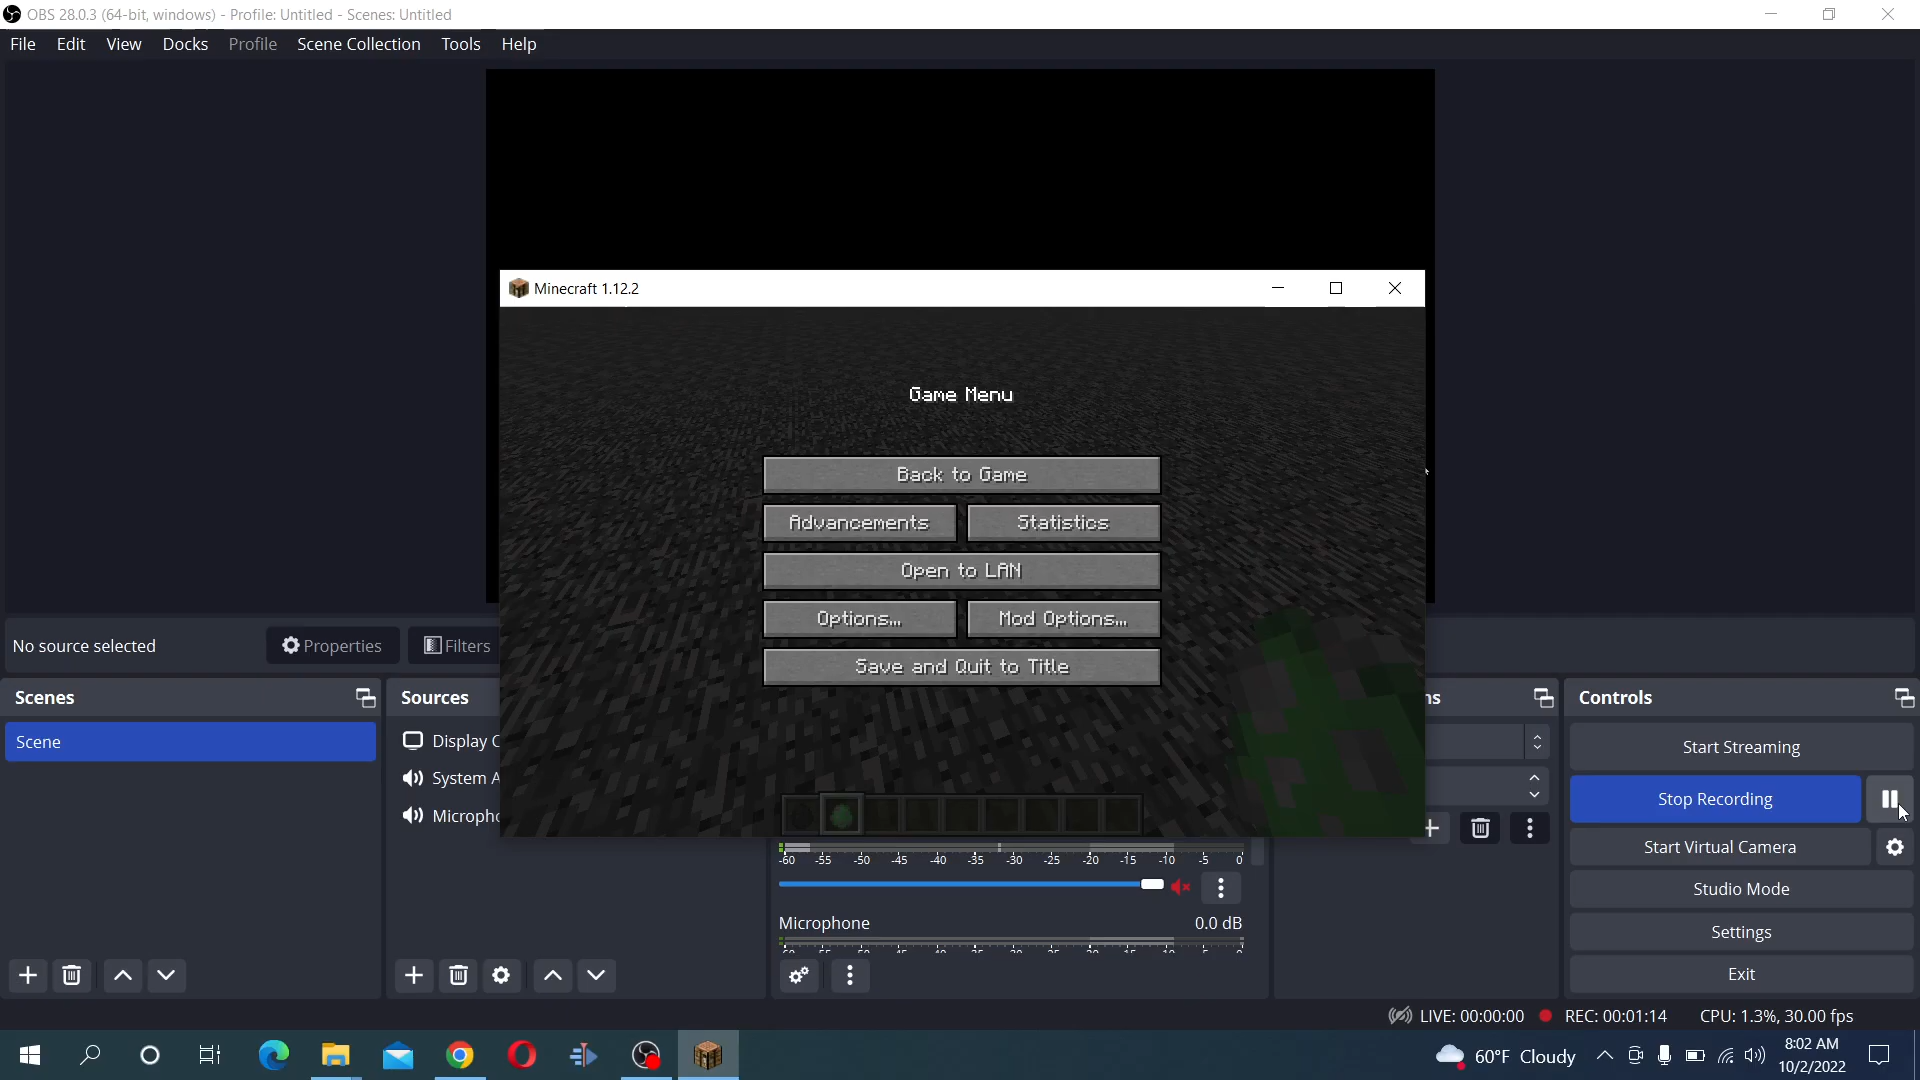 OBS 28.0.3 (64-bit, windows) - Profile: Untitled - Scenes: Untitled
File Edit View Docks Profile Scene Collection Tools Help
Minecraft 1.12.2
Game Menu
Back to Game
Advancements Statistics
Open to LAN
Options... Mod Options...
Save and Quit to Title
No source selected Properties Filters
Scenes
Scene
Sources
Display C
System A
Micropho
-60 -55 -50 -45 -40 -35 -30 -25 -20 -15 -10 -5 0
Microphone 0.0 dB
ns
Controls
Start Streaming
Stop Recording
Start Virtual Camera
Studio Mode
Settings
Exit
LIVE: 00:00:00 REC: 00:01:14 CPU: 1.3%, 30.00 fps
60°F Cloudy
8:02 AM
10/2/2022